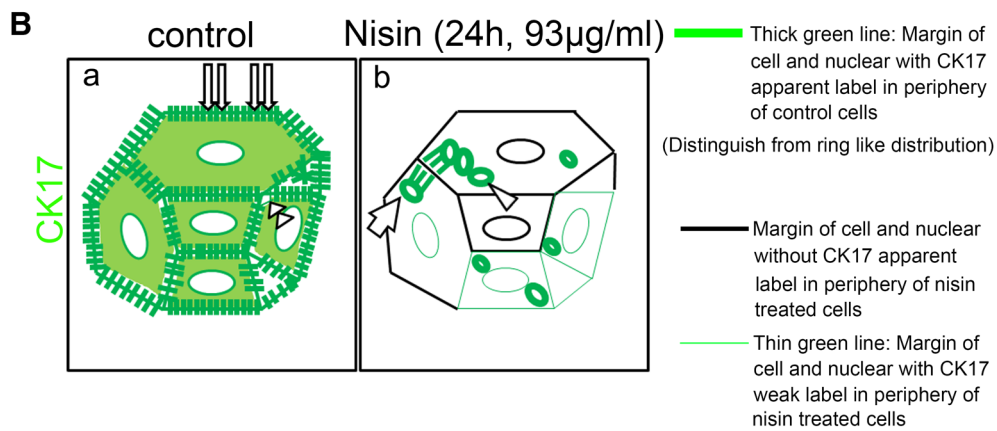 B
control
Nisin (24h, 93µg/ml)
a
b
CK17
Thick green line: Margin of
cell and nuclear with CK17
apparent label in periphery
of control cells
(Distinguish from ring like distribution)
Margin of cell and nuclear
without CK17 apparent
label in periphery of nisin
treated cells
Thin green line: Margin of
cell and nuclear with CK17
weak label in periphery of
nisin treated cells